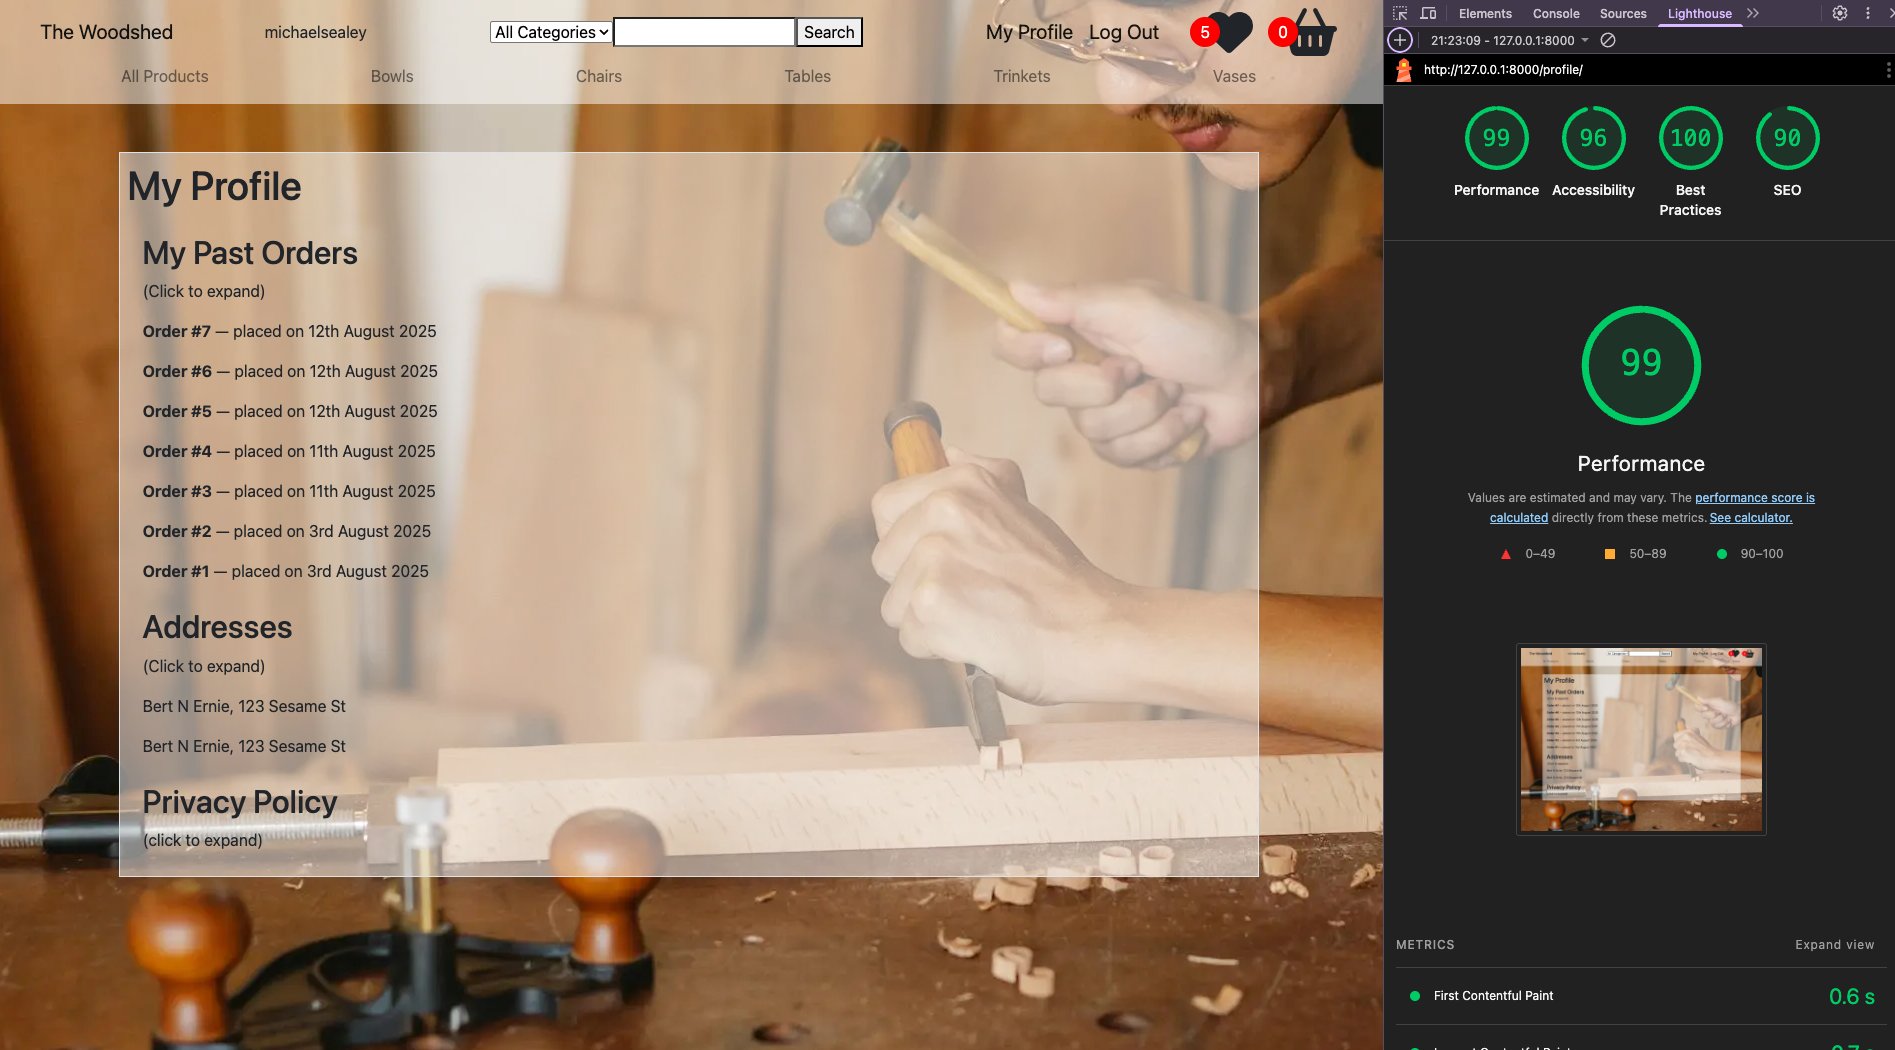 The Woodshed
michaelsealey
All Categories
Search
My Profile
Log Out
5
0
All Products
Bowls
Chairs
Tables
Trinkets
Vases
My Profile
My Past Orders
(Click to expand)
Order #7 — placed on 12th August 2025
Order #6 — placed on 12th August 2025
Order #5 — placed on 12th August 2025
Order #4 — placed on 11th August 2025
Order #3 — placed on 11th August 2025
Order #2 — placed on 3rd August 2025
Order #1 — placed on 3rd August 2025
Addresses
(Click to expand)
Bert N Ernie, 123 Sesame St
Bert N Ernie, 123 Sesame St
Privacy Policy
(click to expand)
Elements
Console
Sources
Lighthouse
21:23:09 - 127.0.0.1:8000
http://127.0.0.1:8000/profile/
99
96
100
90
Performance
Accessibility
Best
Practices
SEO
99
Performance
Values are estimated and may vary. The performance score is
calculated directly from these metrics. See calculator.
0–49
50–89
90–100
My Profile
My Past Orders
Addresses
Privacy Policy
METRICS
Expand view
First Contentful Paint
0.6 s